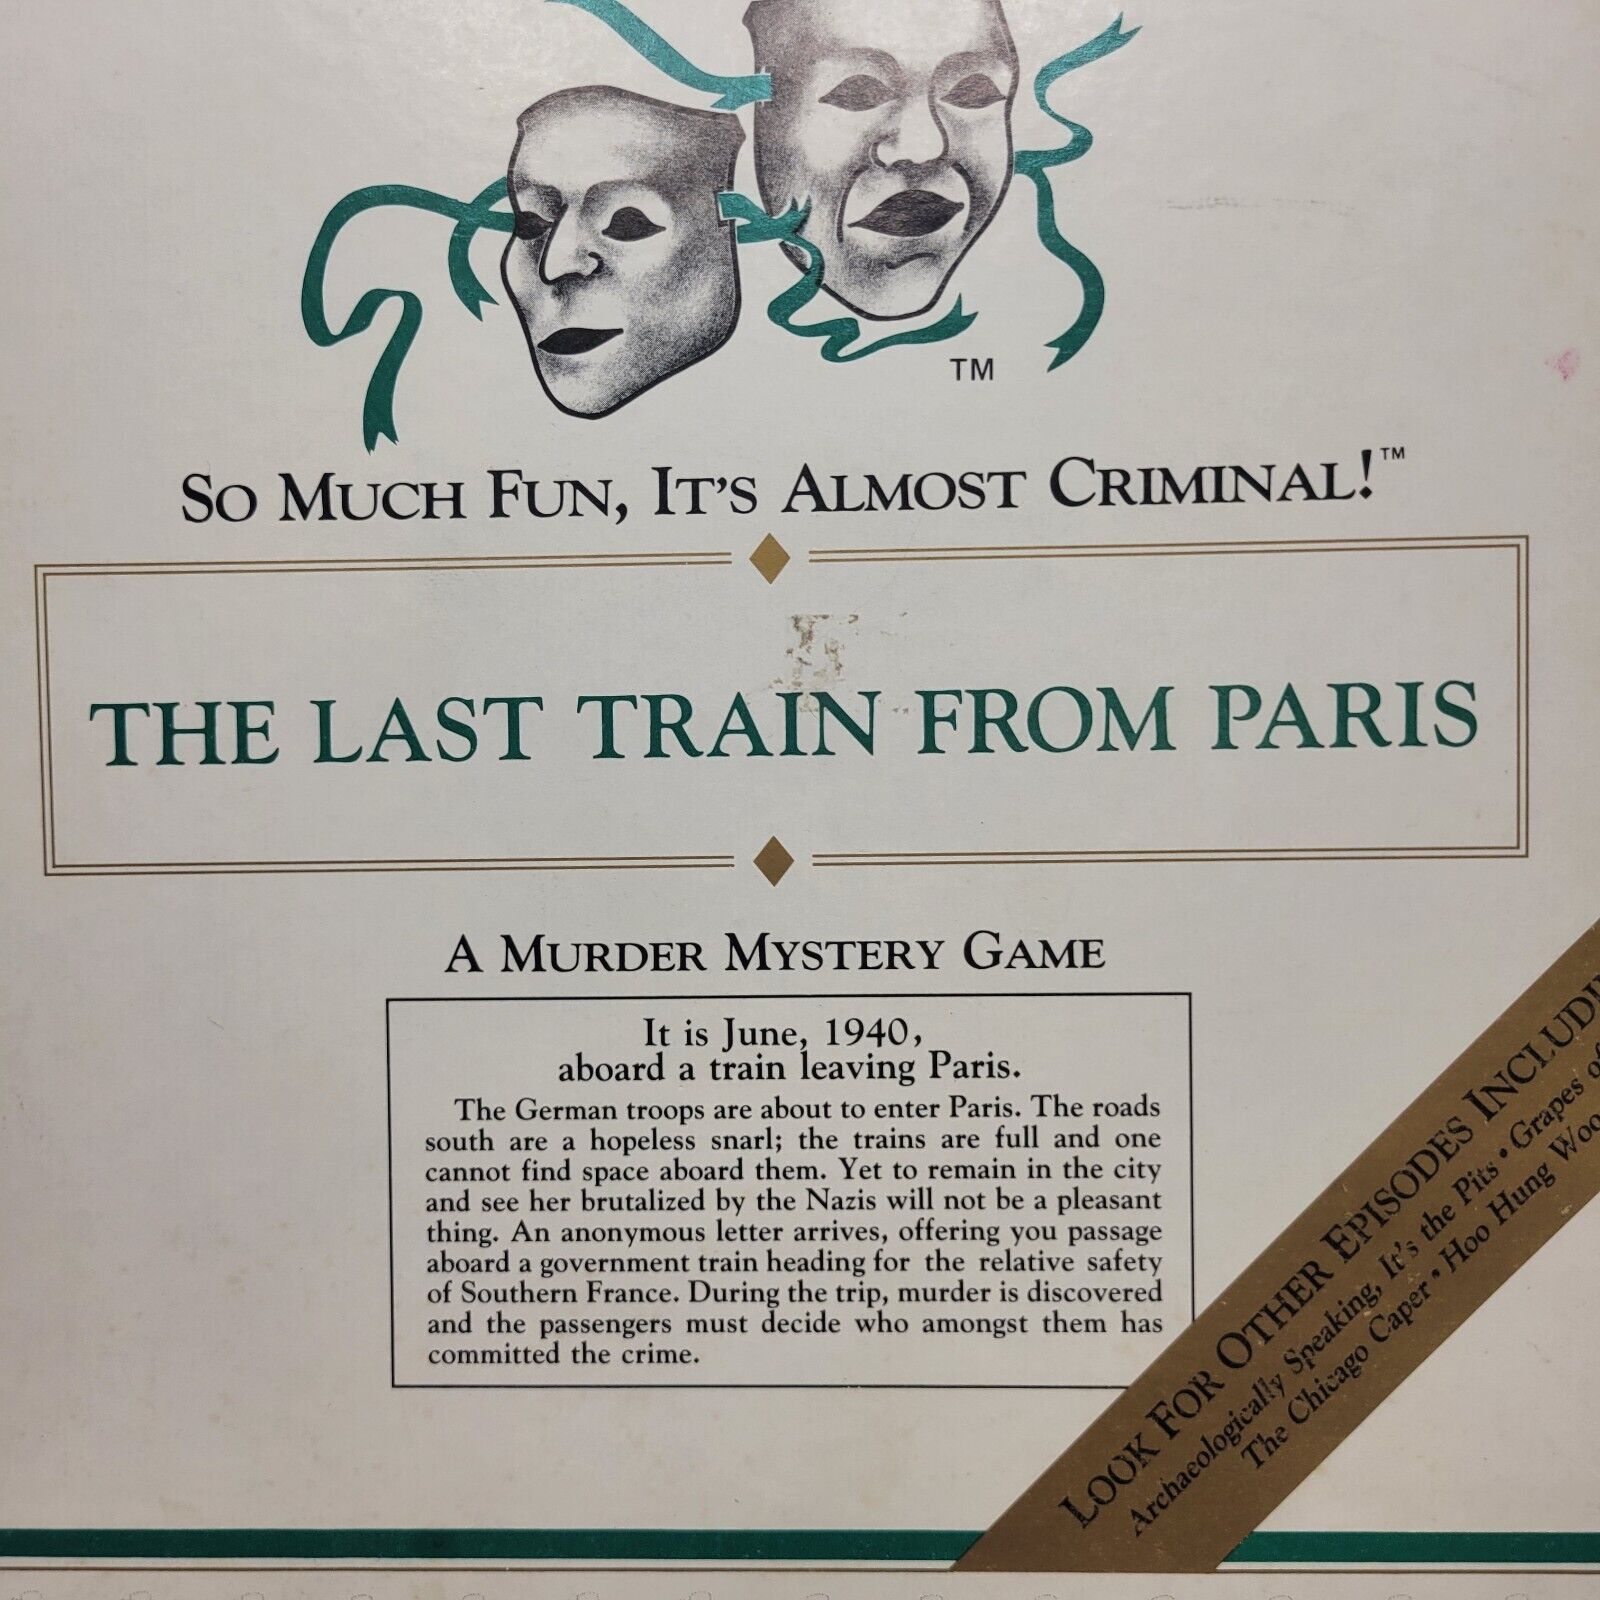 TM
SO MUCH FUN, IT'S ALMOST CRIMINAL!™
THE LAST TRAIN FROM PARIS
A MURDER MYSTERY GAME
It is June, 1940,
aboard a train leaving Paris.
The German troops are about to enter Paris. The roads
south are a hopeless snarl; the trains are full and one
cannot find space aboard them. Yet to remain in the city
and see her brutalized by the Nazis will not be a pleasant
thing. An anonymous letter arrives, offering you passage
aboard a government train heading for the relative safety
of Southern France. During the trip, murder is discovered
and the passengers must decide who amongst them has
committed the crime.
LOOK FOR OTHER EPISODES
Archaeologically Speaking, It's the Pits • Grapes of
The Chicago Caper • Hoo Hung